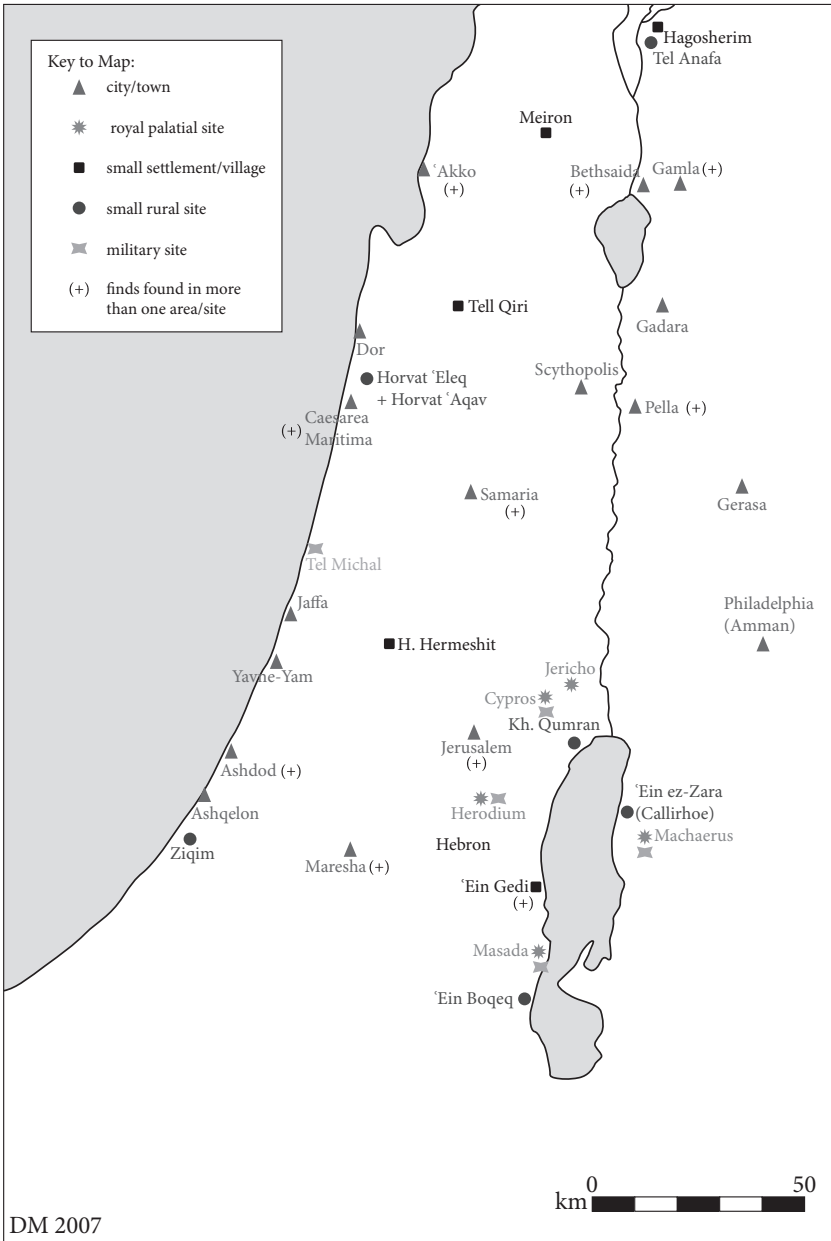 Key to Map:
city/town
royal palatial site
small settlement/village
small rural site
military site
(+) finds found in more
than one area/site
Hagosherim
Tel Anafa
Meiron
ʿAkko
(+)
Bethsaida
(+)
Gamla (+)
Tell Qiri
Gadara
Dor
Horvat ʿEleq
+ Horvat ʿAqav
Scythopolis
Caesarea
(+) Maritima
Pella (+)
Samaria
(+)
Gerasa
Tel Michal
Jaffa
Philadelphia
(Amman)
H. Hermeshit
Yavne-Yam
Jericho
Cypros
Kh. Qumran
Jerusalem
(+)
Ashdod (+)
Ashqelon
Herodium
ʿEin ez-Zara
(Callirhoe)
Machaerus
Ziqim
Maresha (+)
Hebron
ʿEin Gedi
(+)
Masada
ʿEin Boqeq
0 50
km
DM 2007